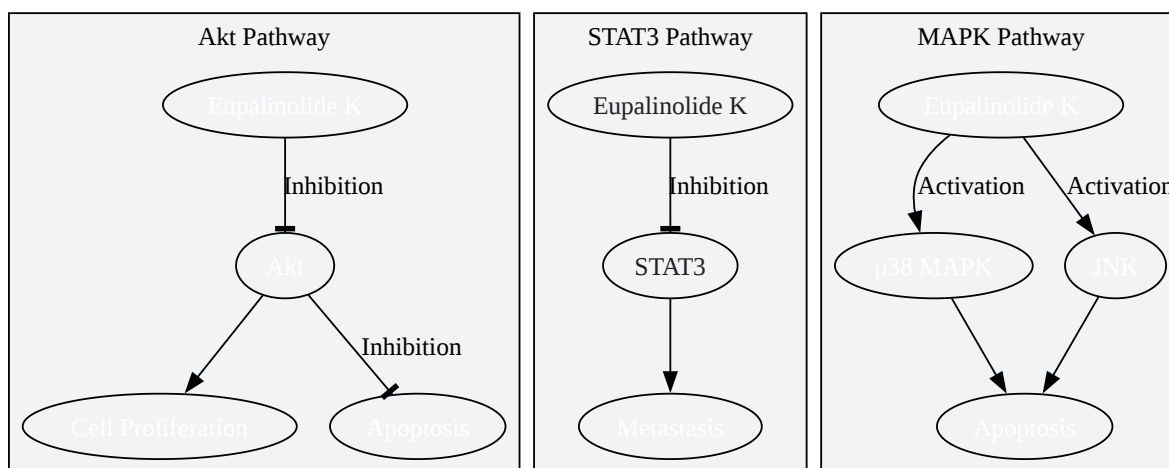 Akt Pathway
Eupalinolide K
Inhibition
Akt
Inhibition
Cell Proliferation
Apoptosis
STAT3 Pathway
Eupalinolide K
Inhibition
STAT3
Metastasis
MAPK Pathway
Eupalinolide K
Activation
Activation
p38 MAPK
JNK
Apoptosis